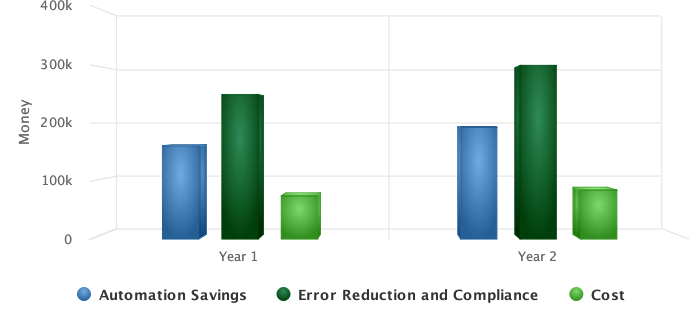 400k
300k
200k
100k
0
Money
Year 1
Year 2
Automation Savings
Error Reduction and Compliance
Cost